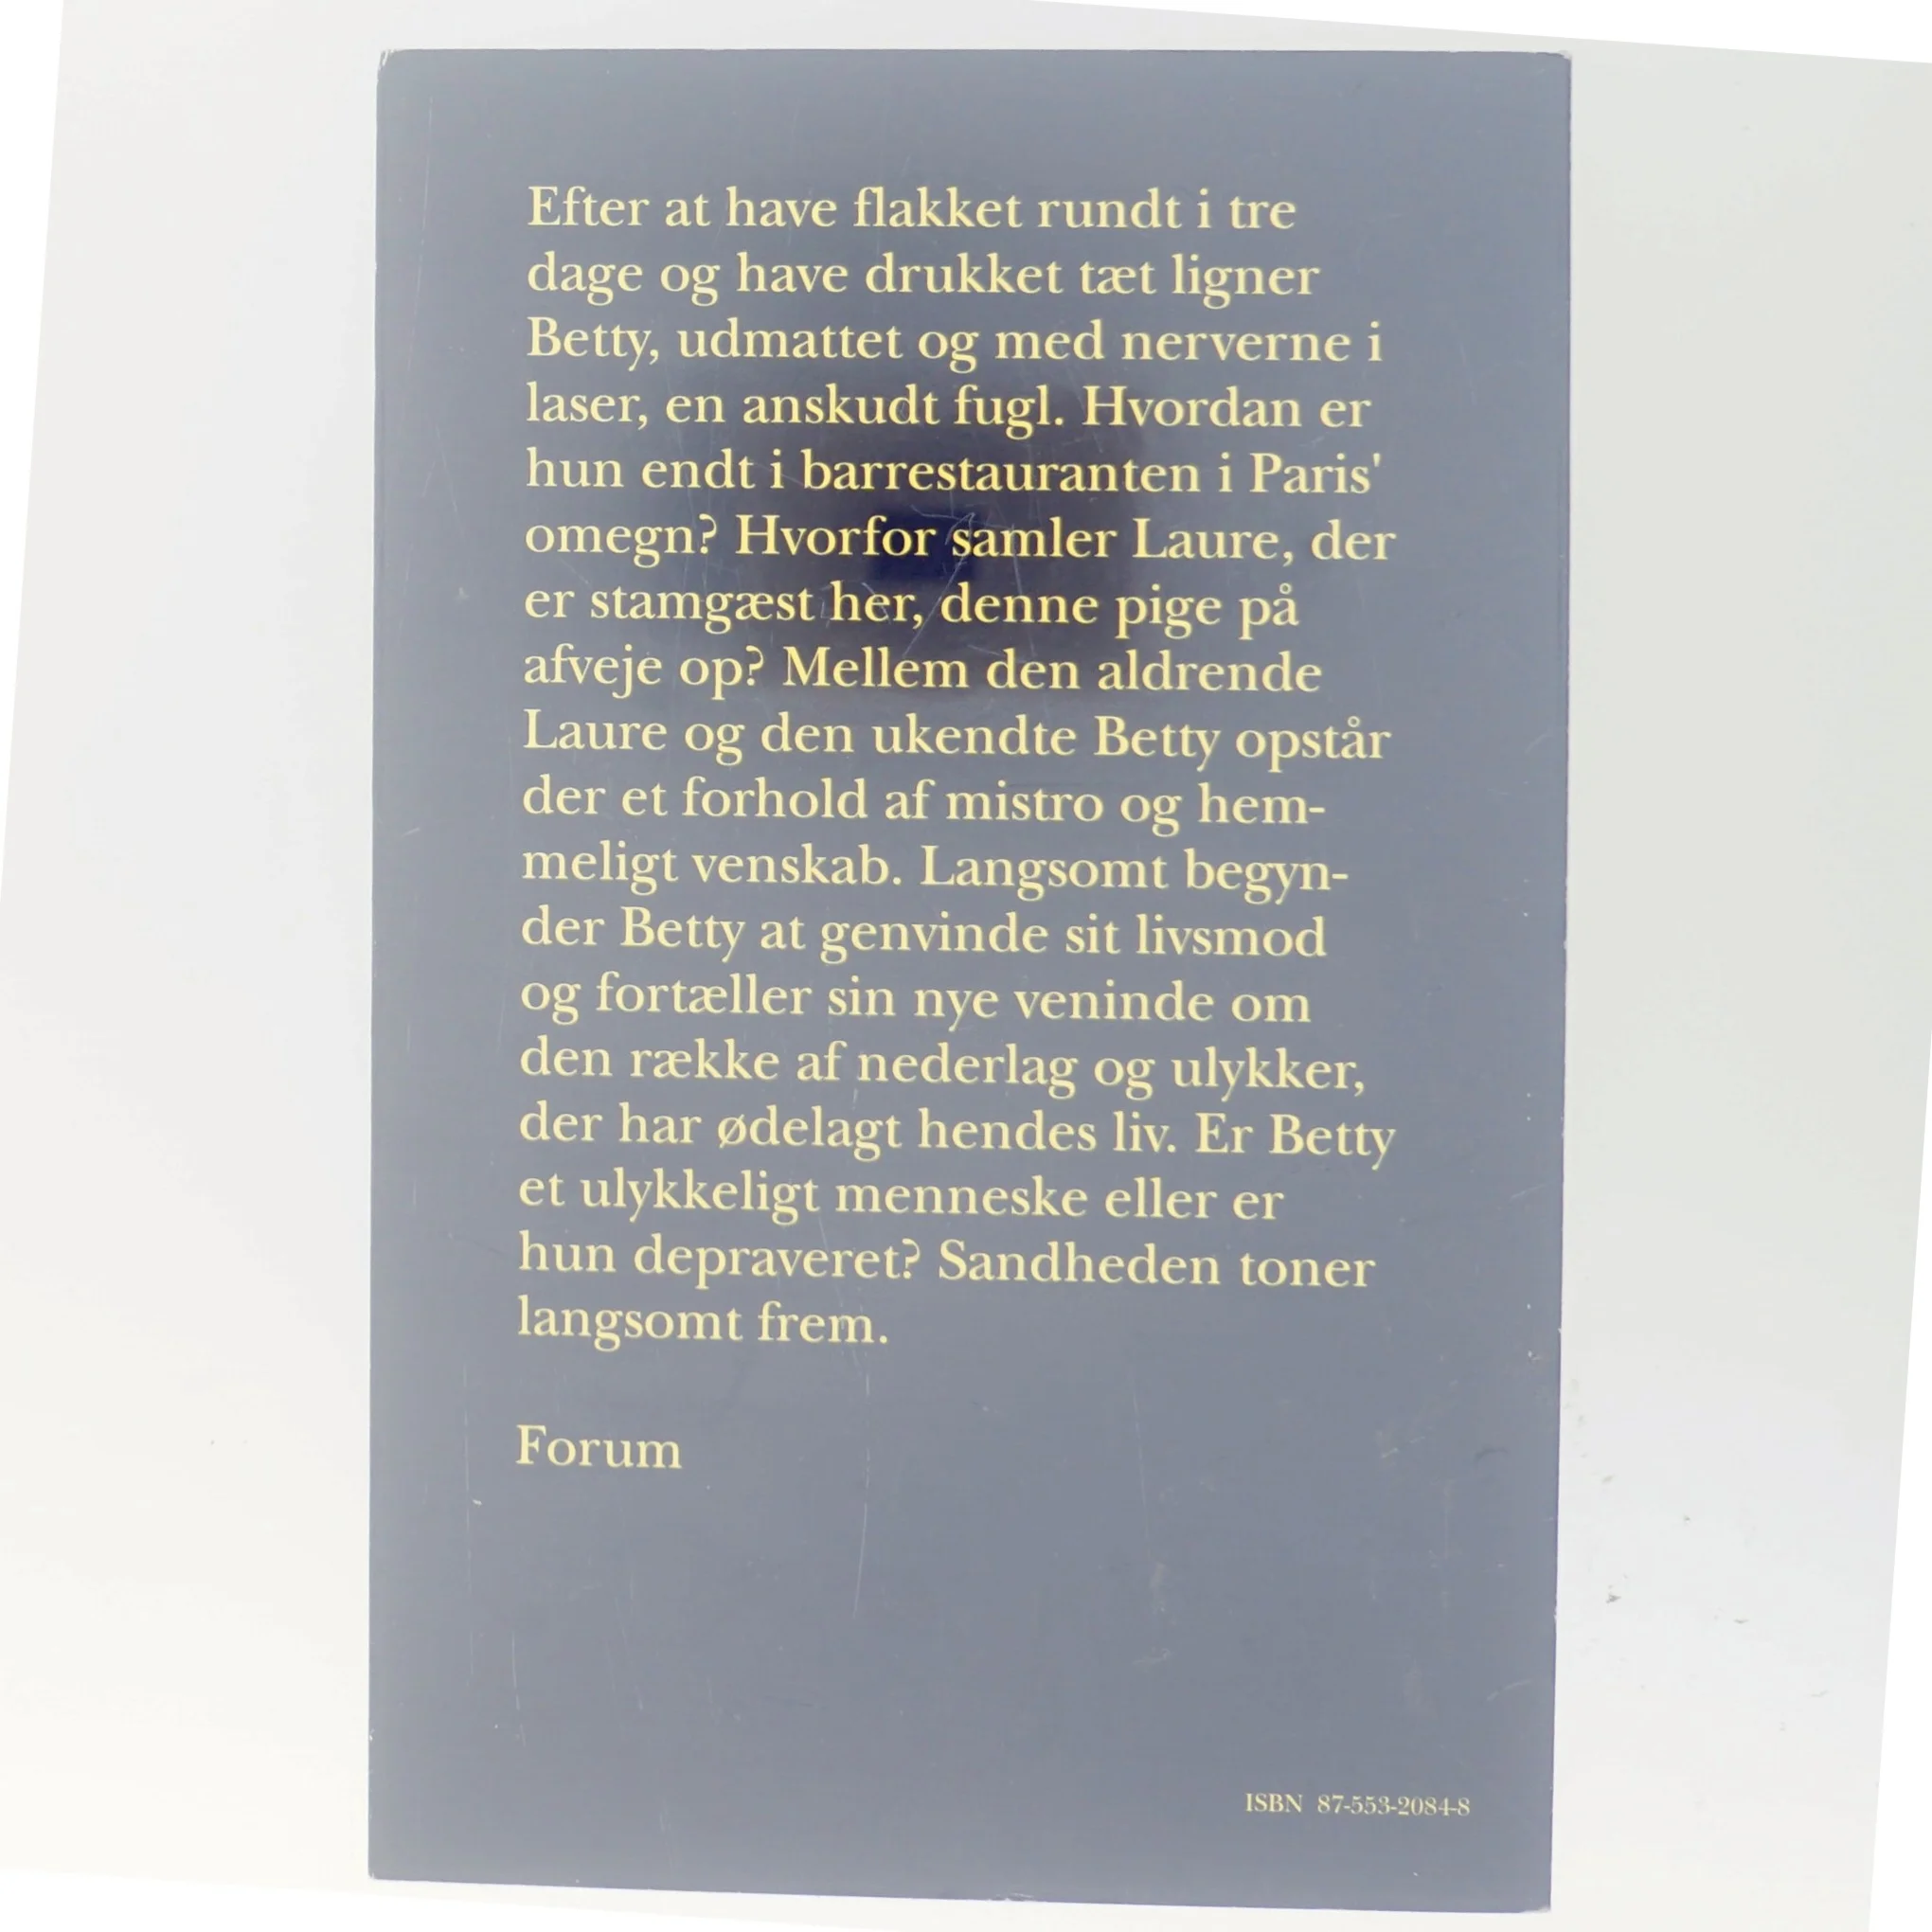 Efter at have flakket rundt i tre
dage og have drukket tæt ligner
Betty, udmattet og med nerverne i
laser, en anskudt fugl. Hvordan er
hun endt i barrestauranten i Paris'
omegn? Hvorfor samler Laure, der
er stamgæst her, denne pige på
afveje op? Mellem den aldrende
Laure og den ukendte Betty opstår
der et forhold af mistro og hem-
meligt venskab. Langsomt begyn-
der Betty at genvinde sit livsmod
og fortæller sin nye veninde om
den række af nederlag og ulykker,
der har ødelagt hendes liv. Er Betty
et ulykkeligt menneske eller er
hun depraveret? Sandheden toner
langsomt frem.
Forum
ISBN 87-553-2084-8